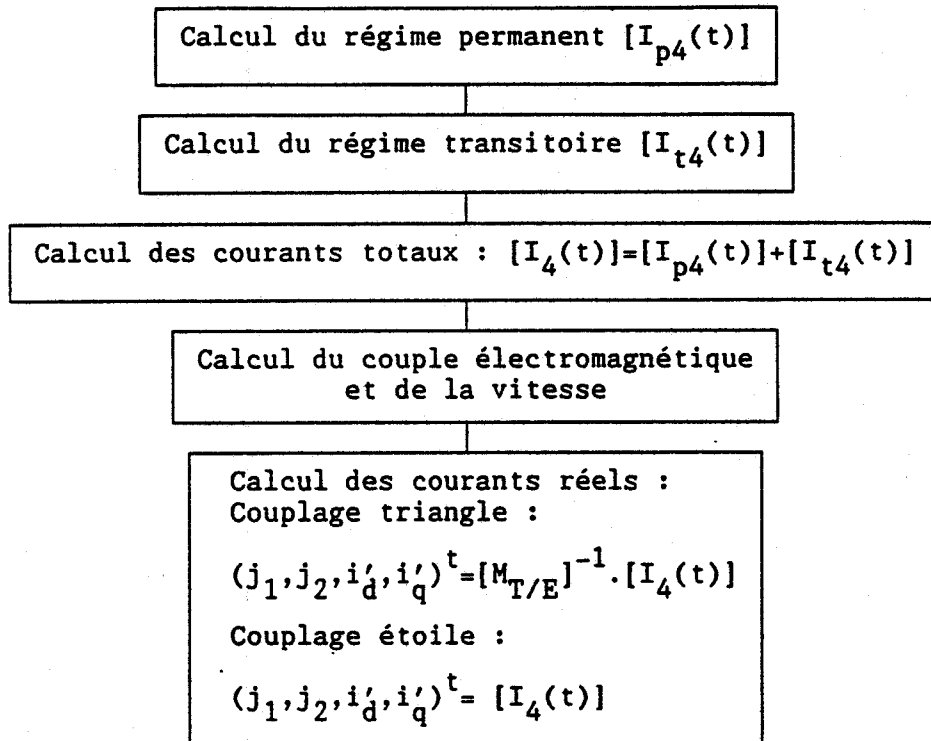 Calcul du régime permanent [I_p4(t)]
Calcul du régime transitoire [I_t4(t)]
Calcul des courants totaux : [I_4(t)]=[I_p4(t)]+[I_t4(t)]
Calcul du couple électromagnétique
et de la vitesse
Calcul des courants réels :
Couplage triangle :
(j_1,j_2,i'_d,i'_q)^t=[M_T/E]^-1.[I_4(t)]
Couplage étoile :
(j_1,j_2,i'_d,i'_q)^t= [I_4(t)]